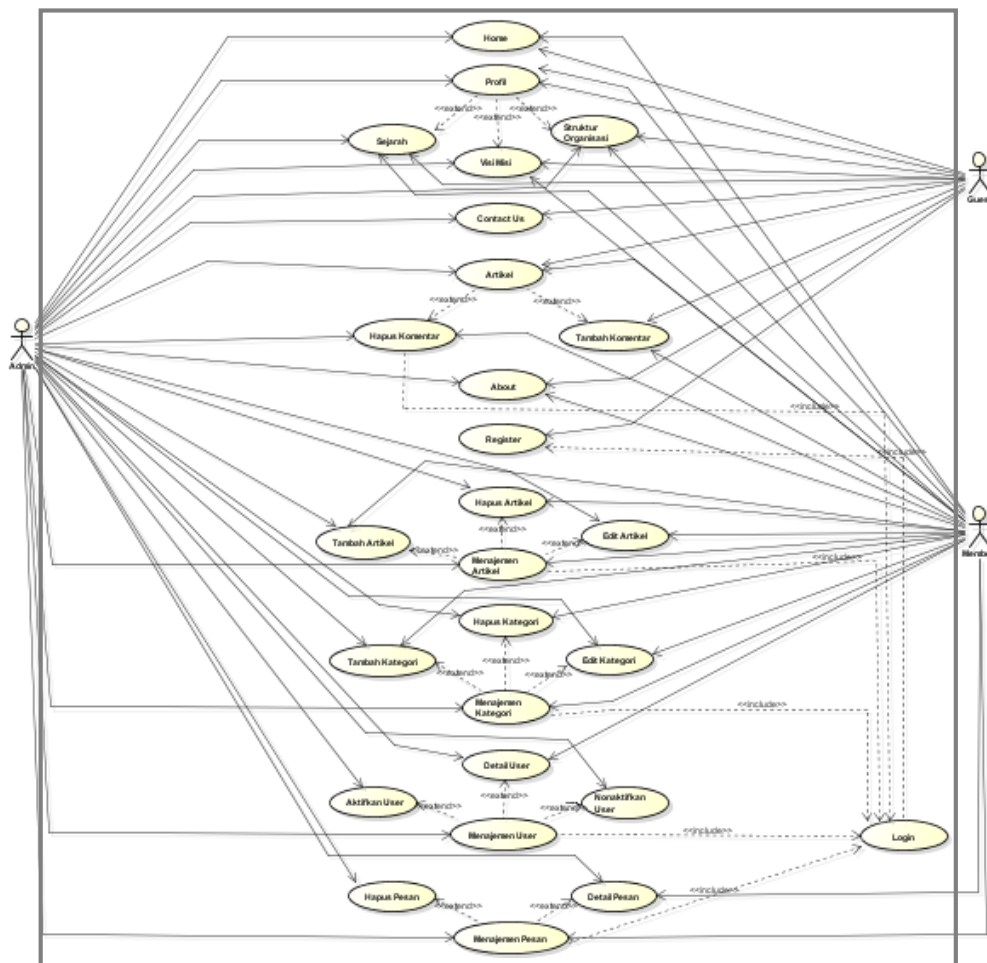 Home
Profil
<<extend>>
<<extend>>
<<extend>>
Sejarah
Struktur
Organisasi
Visi Misi
Contact Us
Artikel
<<extend>>
<<extend>>
Hapus Komentar
Tambah Komentar
Admin
About
<<include>>
Register
<<include>>
Hapus Artikel
<<extend>>
Tambah Artikel
Edit Artikel
<<extend>>
<<extend>>
Menajemen
Artikel
<<include>>
Hapus Kategori
Tambah Kategori
<<extend>>
Edit Kategori
<<extend>>
<<extend>>
Menajemen
Kategori
<<include>>
Detail User
<<extend>>
Aktifkan User
<<extend>>
<<extend>>
Nonaktifkan
User
Menajemen User
<<include>>
Login
Hapus Pesan
Detail Pesan
<<include>>
<<extend>>
<<extend>>
Menajemen Pesan